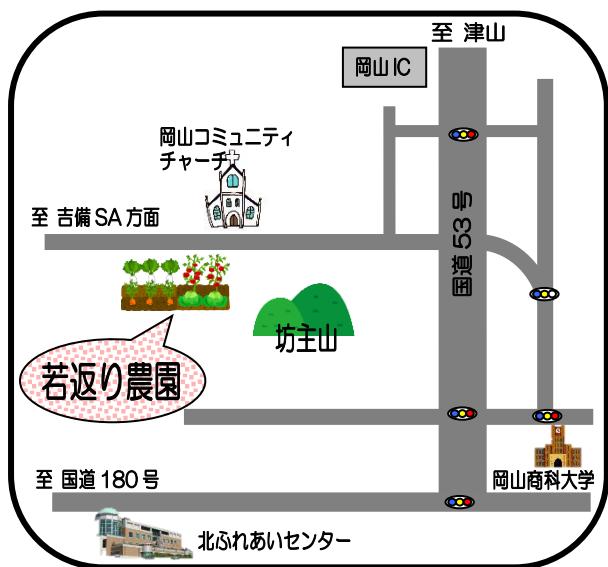 至 津山
岡山IC
岡山コミュニティ
チャーチ
至 吉備SA方面
国道53号
坊主山
若返り農園
至 国道180号
岡山商科大学
北ふれあいセンター